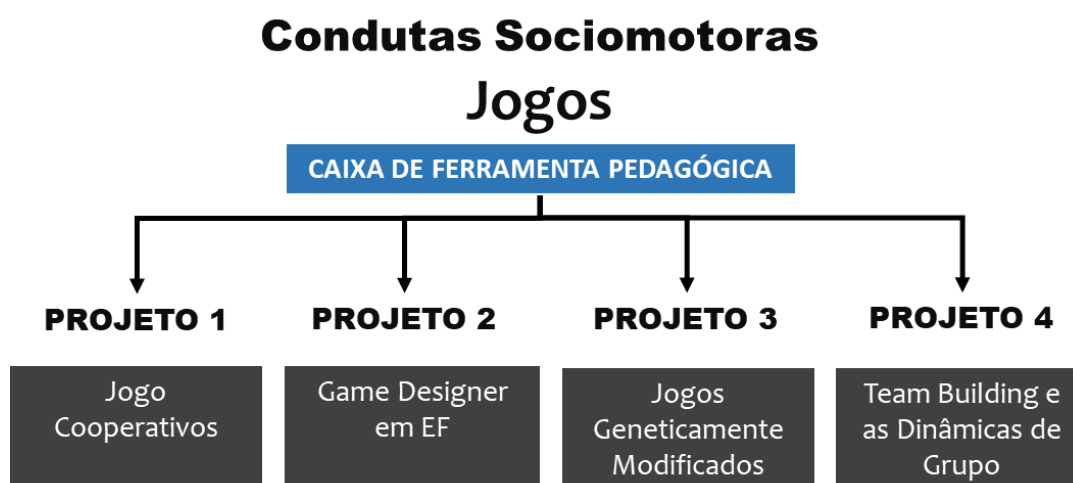 Condutas Sociomotoras
Jogos
CAIXA DE FERRAMENTA PEDAGÓGICA
PROJETO 1
PROJETO 2
PROJETO 3
PROJETO 4
Jogo
Cooperativos
Game Designer
em EF
Jogos
Geneticamente
Modificados
Team Building e
as Dinâmicas de
Grupo